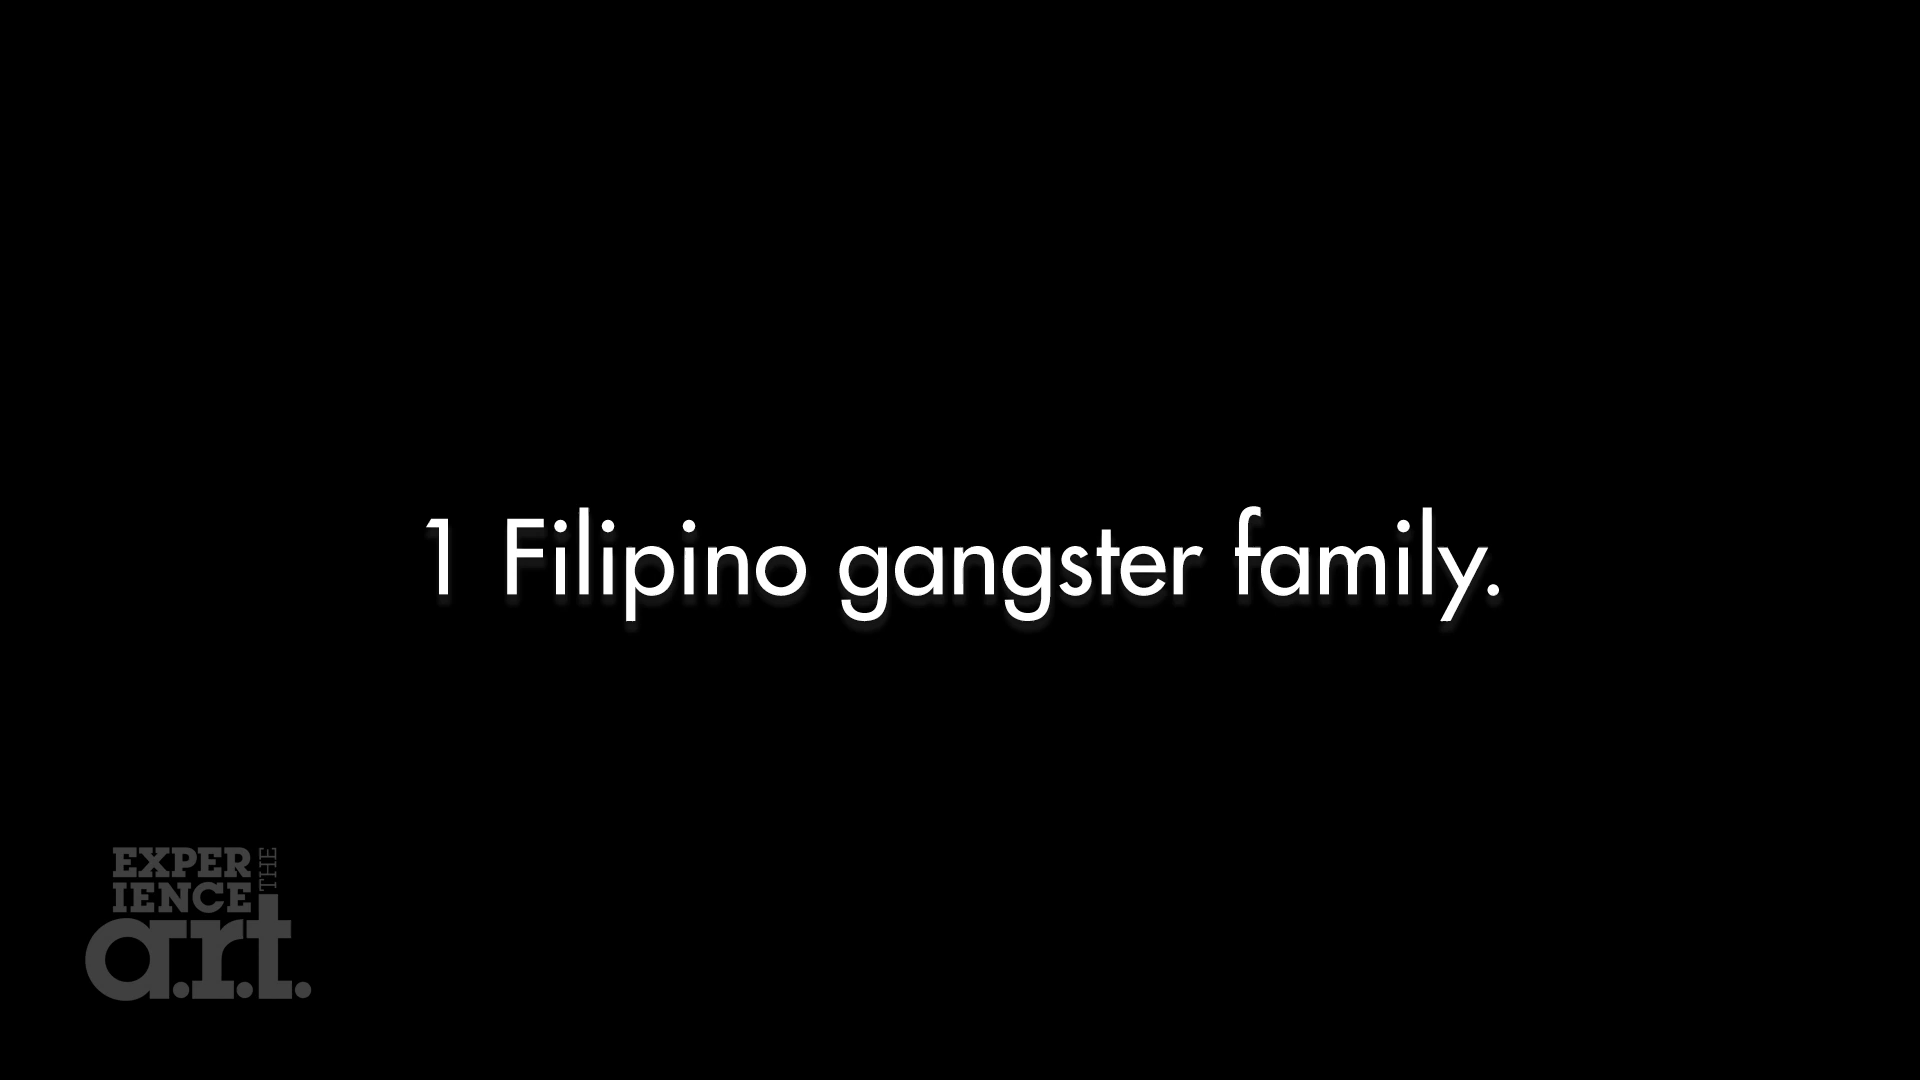 1 Filipino gangster family.
EXPER
IENCE
THE
a.r.t.